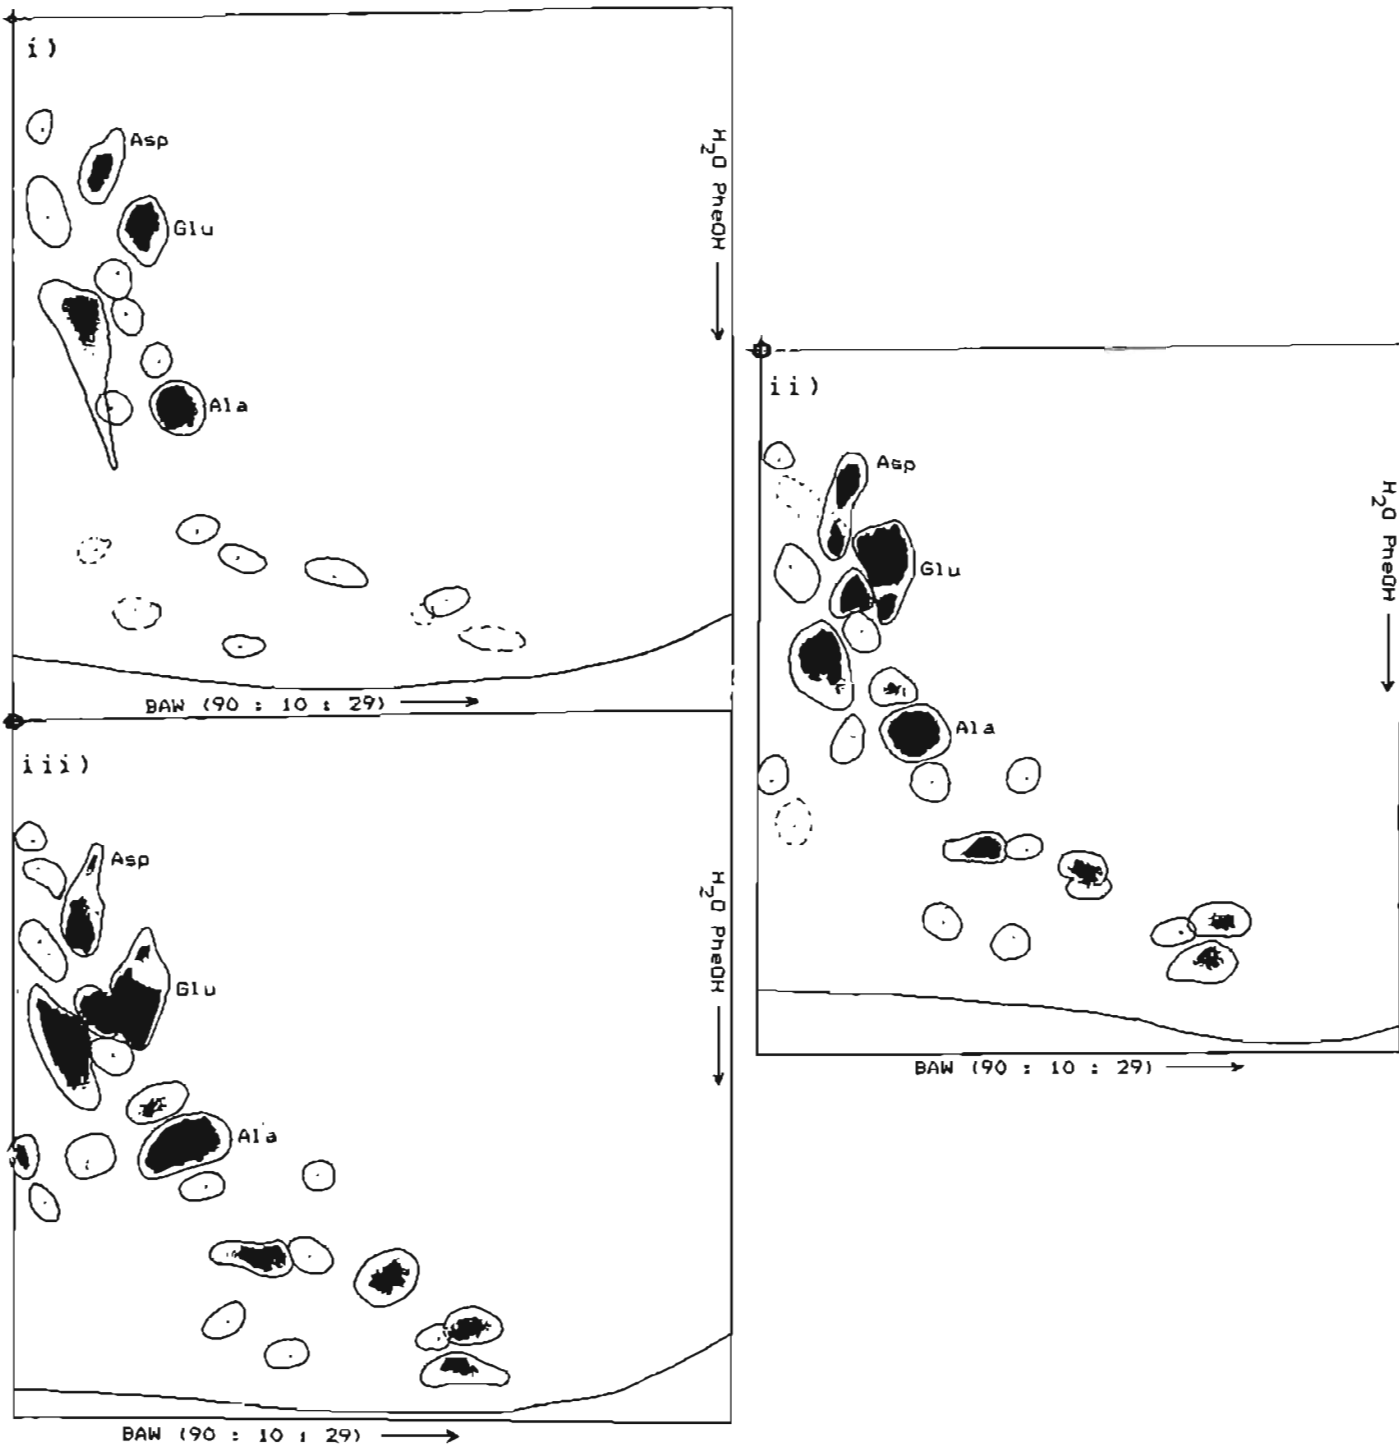 i)
Asp
Glu
Ala
H2O PheOH
BAW (90 : 10 : 29)
ii)
Asp
Glu
Ala
H2O PheOH
BAW (90 : 10 : 29)
iii)
Asp
Glu
Ala
H2O PheOH
BAW (90 : 10 : 29)